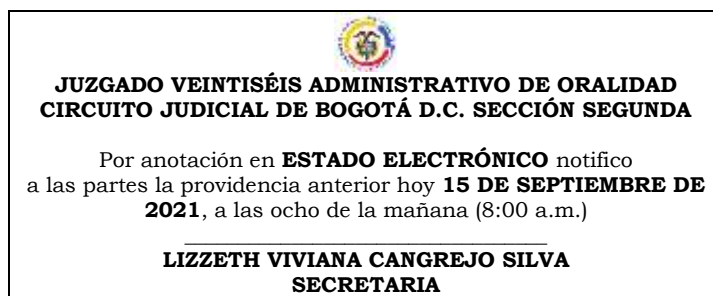 JUZGADO VEINTISÉIS ADMINISTRATIVO DE ORALIDAD
CIRCUITO JUDICIAL DE BOGOTÁ D.C. SECCIÓN SEGUNDA
Por anotación en ESTADO ELECTRÓNICO notifico
a las partes la providencia anterior hoy 15 DE SEPTIEMBRE DE
2021, a las ocho de la mañana (8:00 a.m.)
LIZZETH VIVIANA CANGREJO SILVA
SECRETARIA